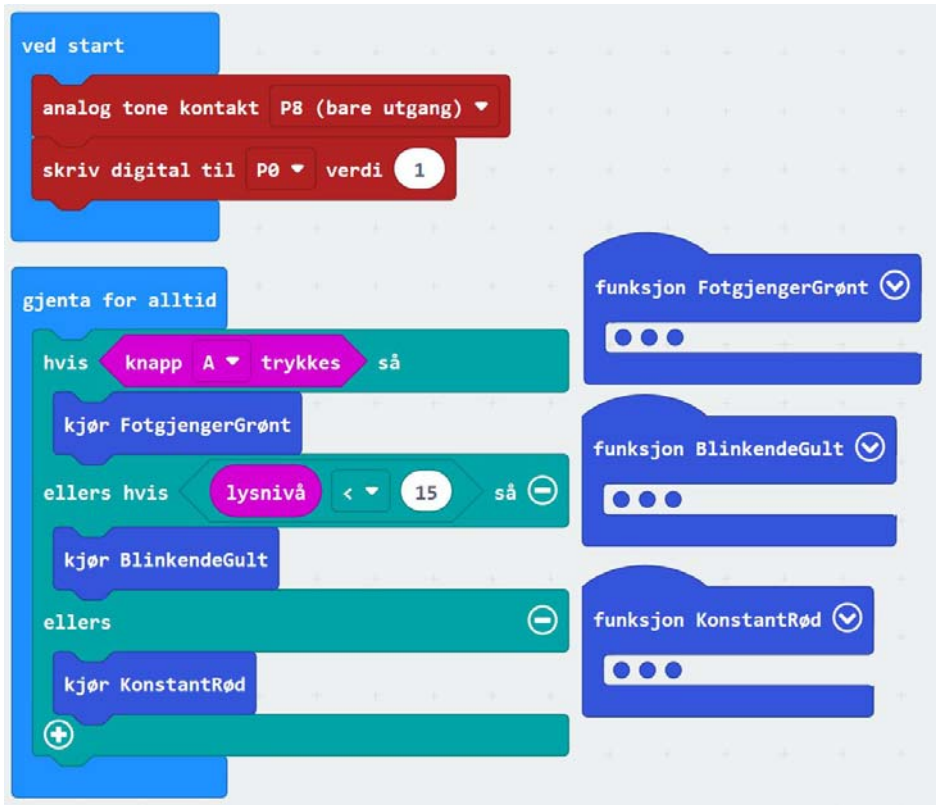 ved start
analog tone kontakt P8 (bare utgang)
skriv digital til P0 verdi 1
gjenta for alltid
hvis knapp A trykkes så
kjør FotgjengerGrønt
ellers hvis lysnivå < 15 så
kjør BlinkendeGult
ellers
kjør KonstantRød
funksjon FotgjengerGrønt
funksjon BlinkendeGult
funksjon KonstantRød